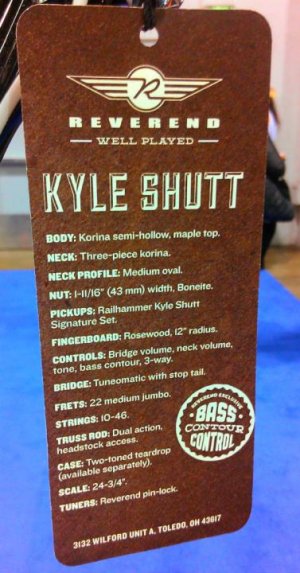 R
REVEREND
WELL PLAYED
KYLE SHUTT
BODY: Korina semi-hollow, maple top.
NECK: Three-piece korina.
NECK PROFILE: Medium oval.
NUT: 1-11/16" (43 mm) width, Boneite.
PICKUPS: Railhammer Kyle Shutt
Signature Set.
FINGERBOARD: Rosewood, 12" radius.
CONTROLS: Bridge volume, neck volume,
tone, bass contour, 3-way.
BRIDGE: Tuneomatic with stop tail.
FRETS: 22 medium jumbo.
STRINGS: 10-46.
TRUSS ROD: Dual action,
headstock access.
CASE: Two-toned teardrop
(available separately).
SCALE: 24-3/4".
TUNERS: Reverend pin-lock.
REVEREND EXCLUSIVE
BASS
CONTOUR
CONTROL
3132 WILFORD UNIT A, TOLEDO, OH 43617